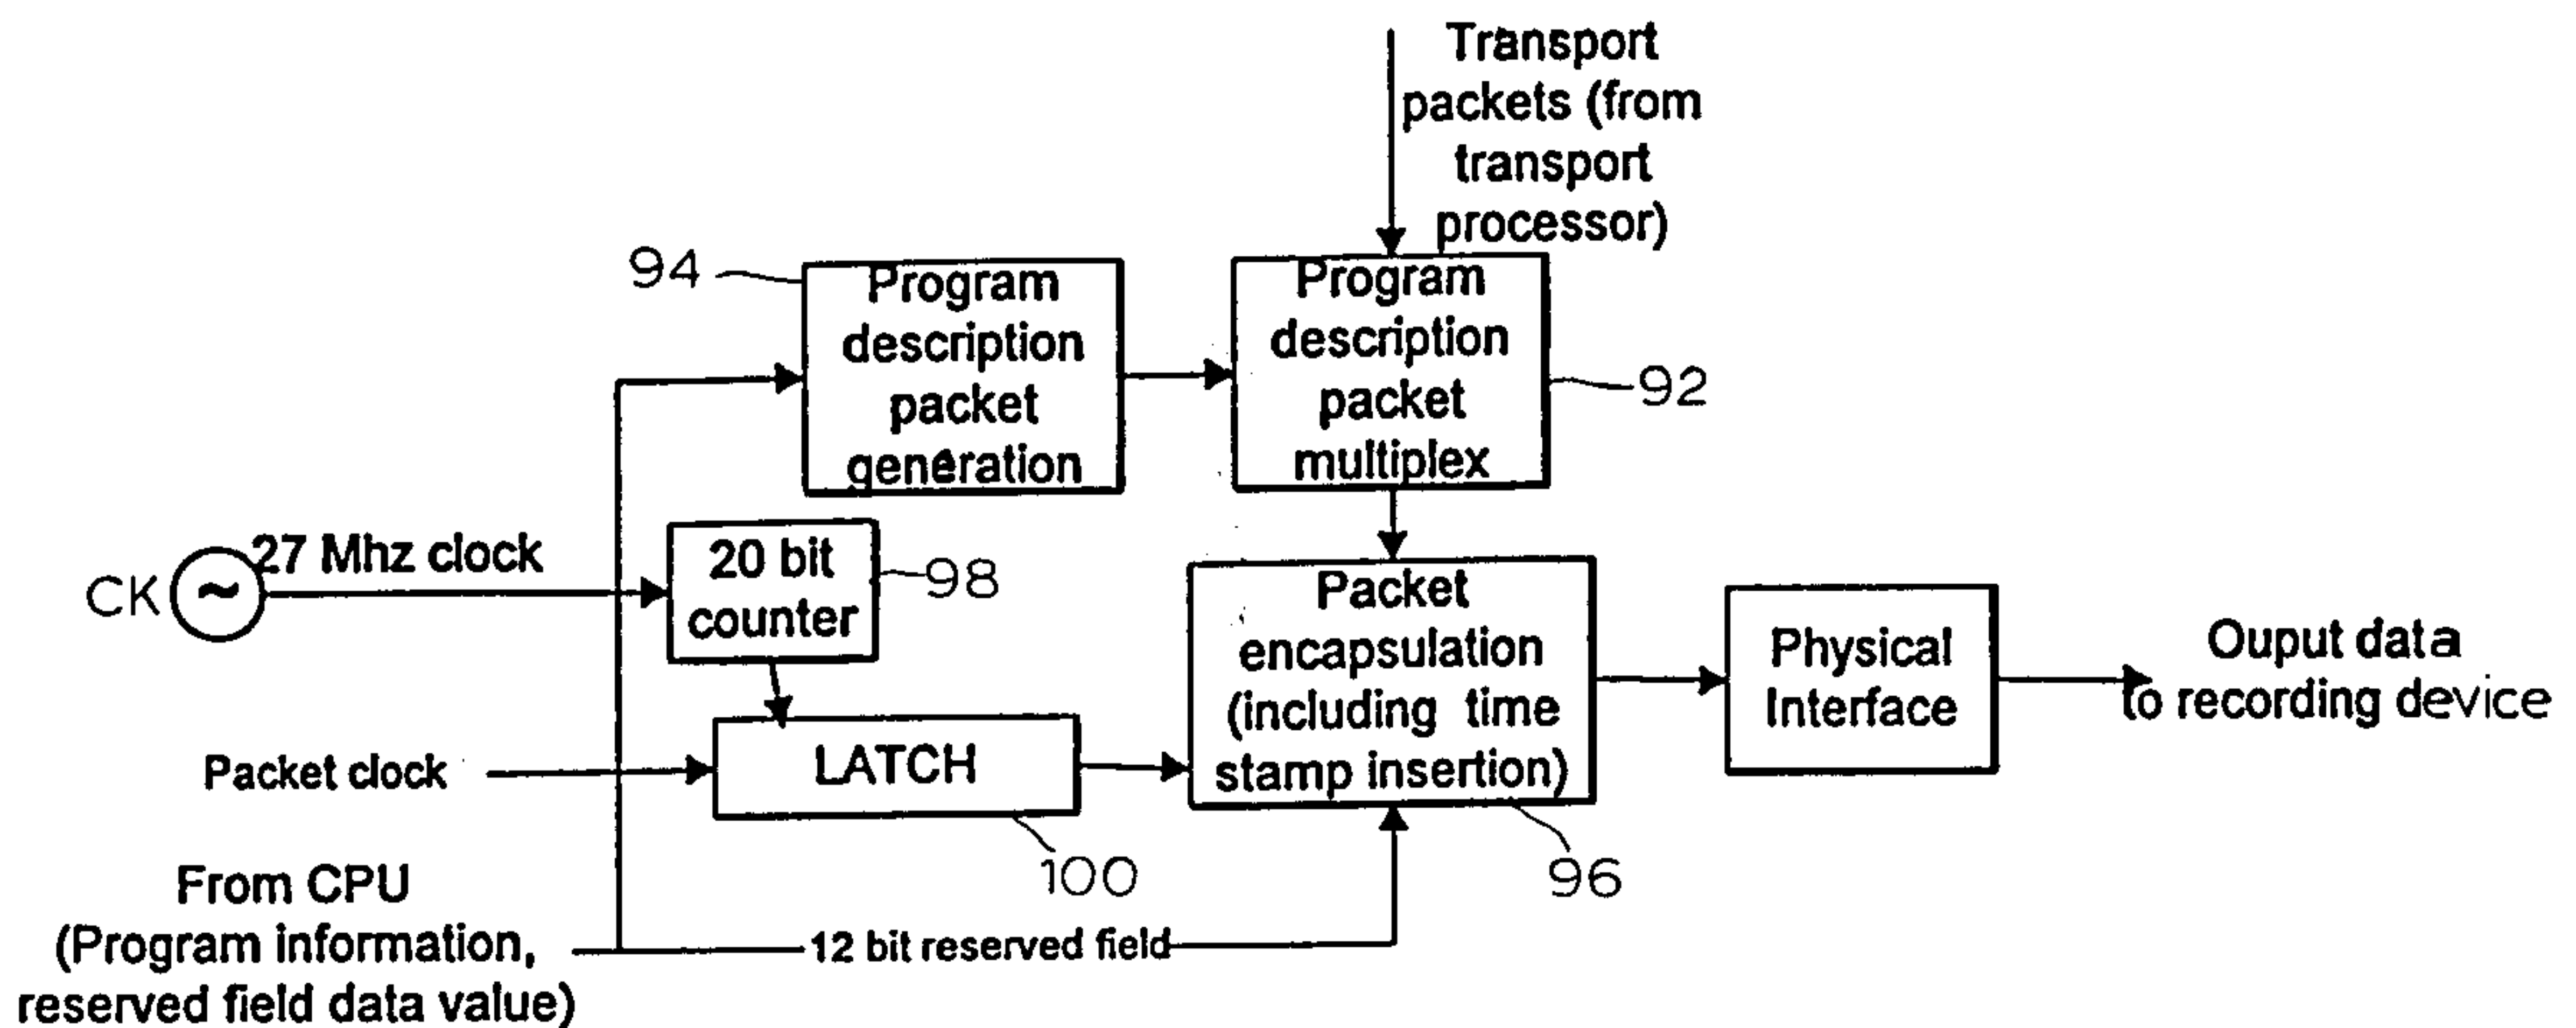 Transport
packets (from
transport
processor)
94
Program
description
packet
generation
Program
description
packet
multiplex
92
CK
~
27 Mhz clock
20 bit
counter
98
Packet
encapsulation
(including time
stamp insertion)
Physical
Interface
Ouput data
to recording device
Packet clock
LATCH
100
96
From CPU
(Program information,
reserved field data value)
12 bit reserved field